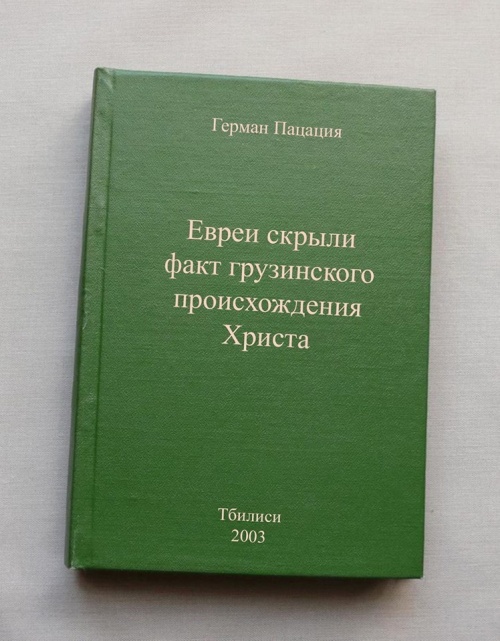 Герман Пацация
Евреи скрыли
факт грузинского
происхождения
Христа
Тбилиси
2003